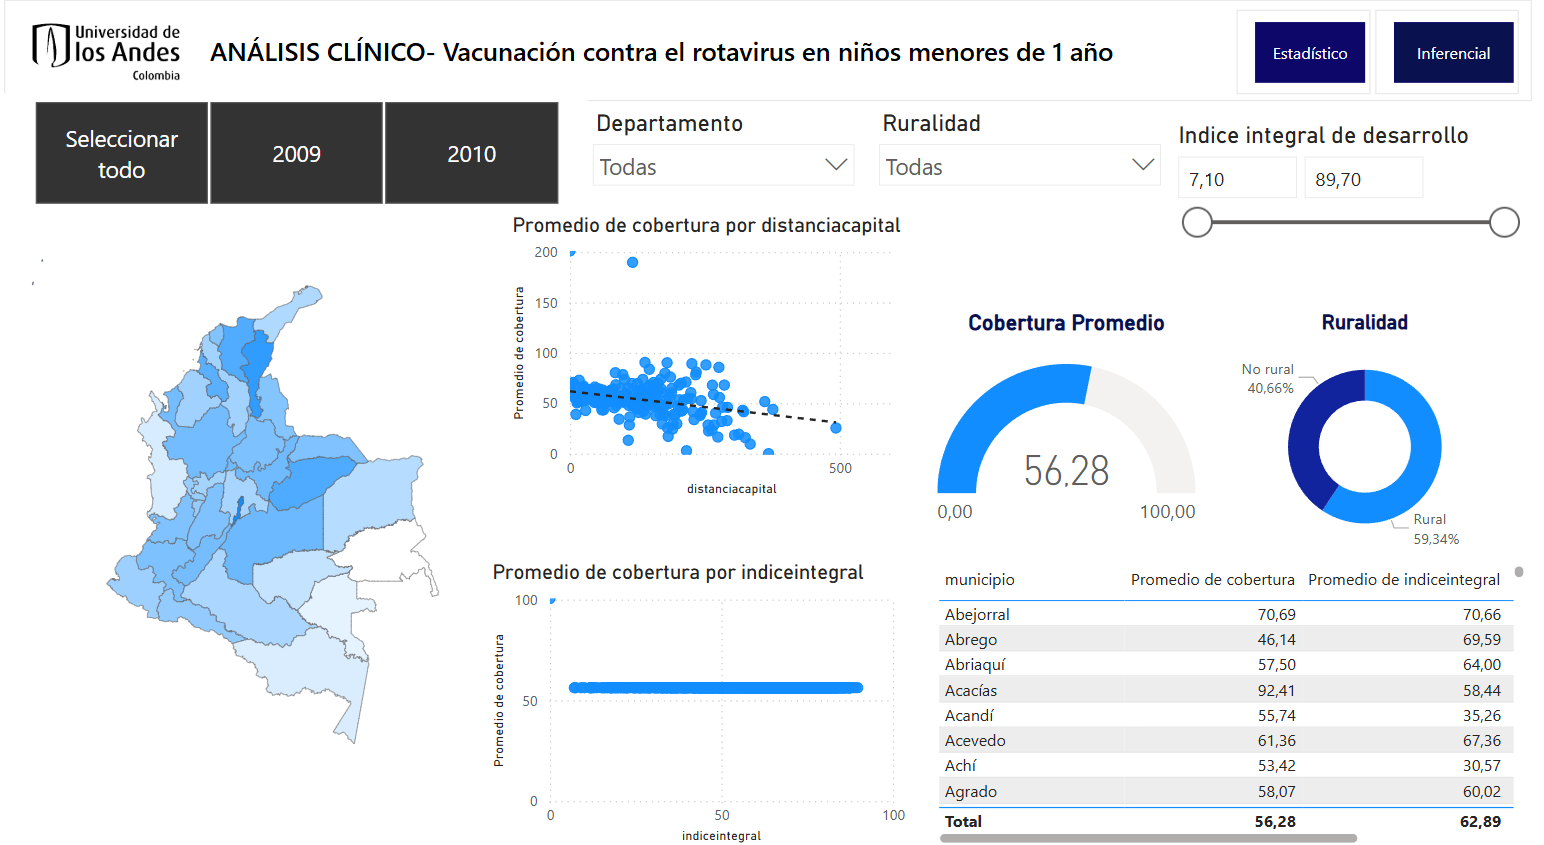 Universidad de
los Andes
Colombia
ANÁLISIS CLÍNICO- Vacunación contra el rotavirus en niños menores de 1 año
Estadístico
Inferencial
Seleccionar
todo
2009
2010
Departamento
Todas
Ruralidad
Todas
Indice integral de desarrollo
7,10
89,70
Promedio de cobertura por distanciacapital
Promedio de cobertura
200
150
100
50
0
0
500
distanciacapital
Cobertura Promedio
56,28
0,00
100,00
Ruralidad
No rural
40,66%
Rural
59,34%
Promedio de cobertura por indiceintegral
Promedio de cobertura
100
50
0
0
50
100
indiceintegral
municipio Promedio de cobertura Promedio de indiceintegral
Abejorral 70,69 70,66
Abrego 46,14 69,59
Abriaquí 57,50 64,00
Acacías 92,41 58,44
Acandí 55,74 35,26
Acevedo 61,36 67,36
Achí 53,42 30,57
Agrado 58,07 60,02
Total 56,28 62,89